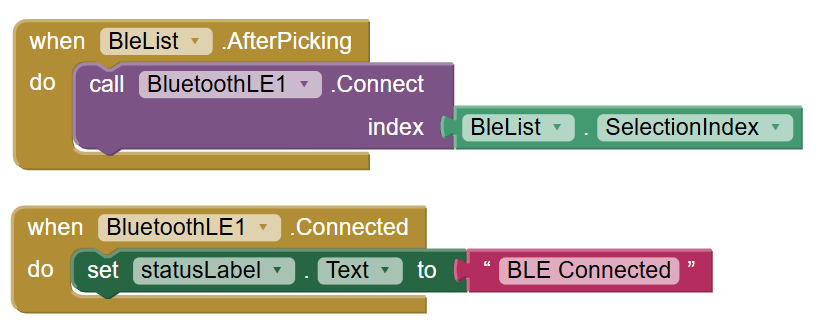 when BleList .AfterPicking
do call BluetoothLE1 .Connect
index BleList . SelectionIndex
when BluetoothLE1 .Connected
do set statusLabel . Text to “ BLE Connected ”